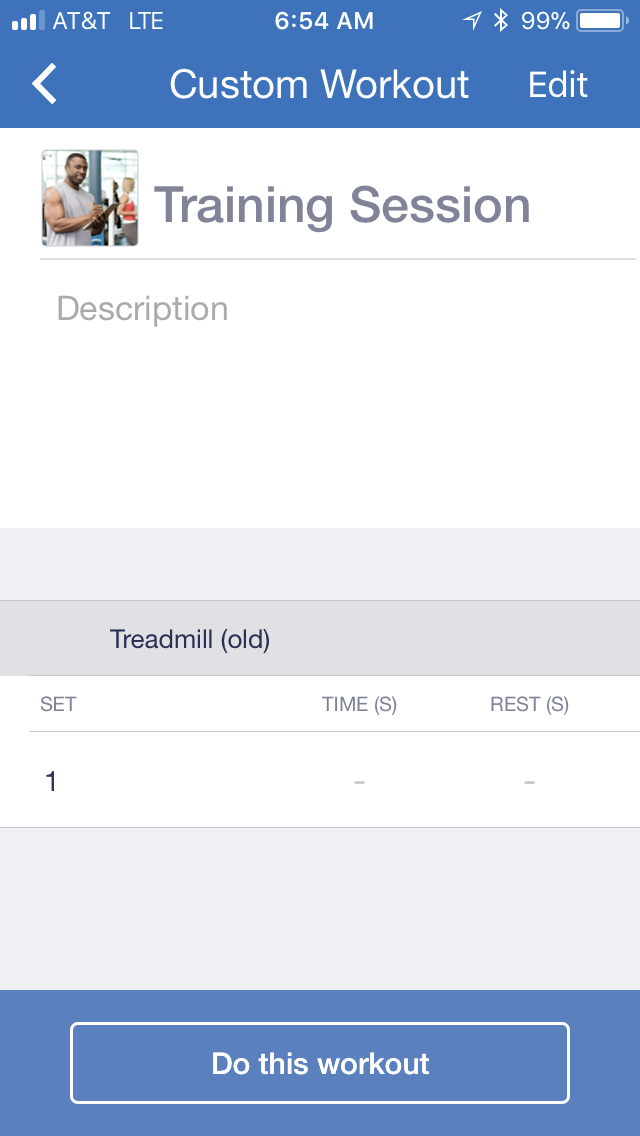 AT&T LTE 6:54 AM 99%
Custom Workout Edit
Training Session
Description
Treadmill (old)
SET TIME (S) REST (S)
1 - -
Do this workout